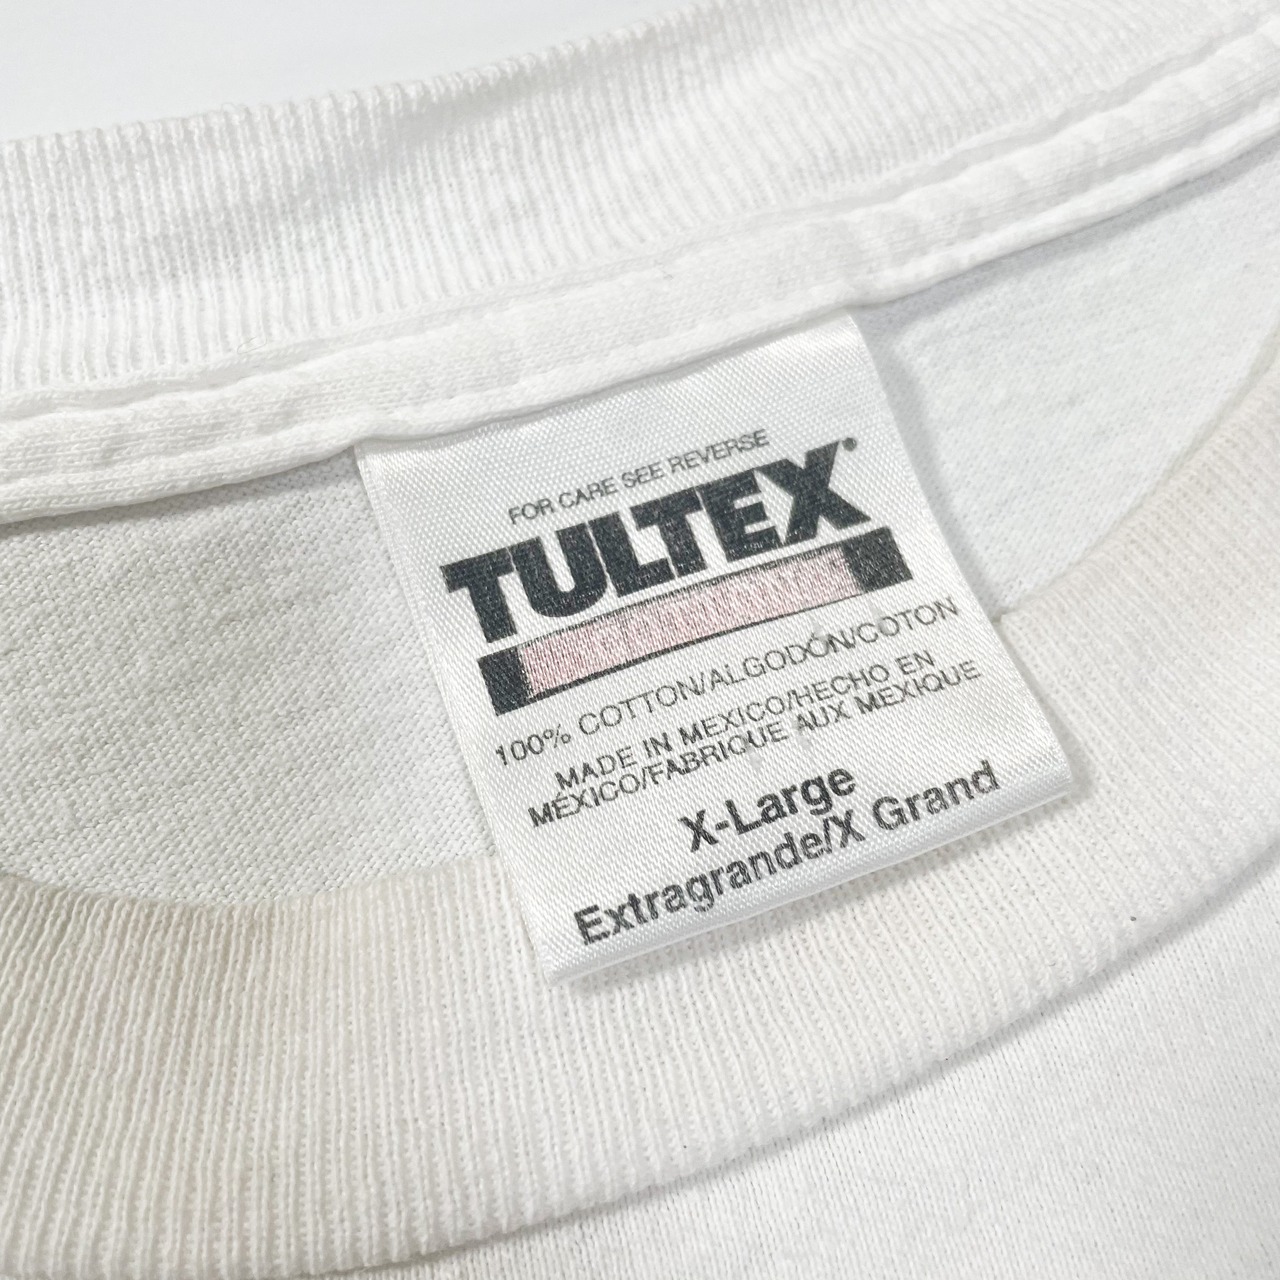 FOR CARE SEE REVERSE
TULTEX
100% COTTON/ALGODÓN/COTON
MADE IN MEXICO/HECHO EN
MÉXICO/FABRIQUE AUX MEXIQUE
X-Large
Extragrande/X Grand